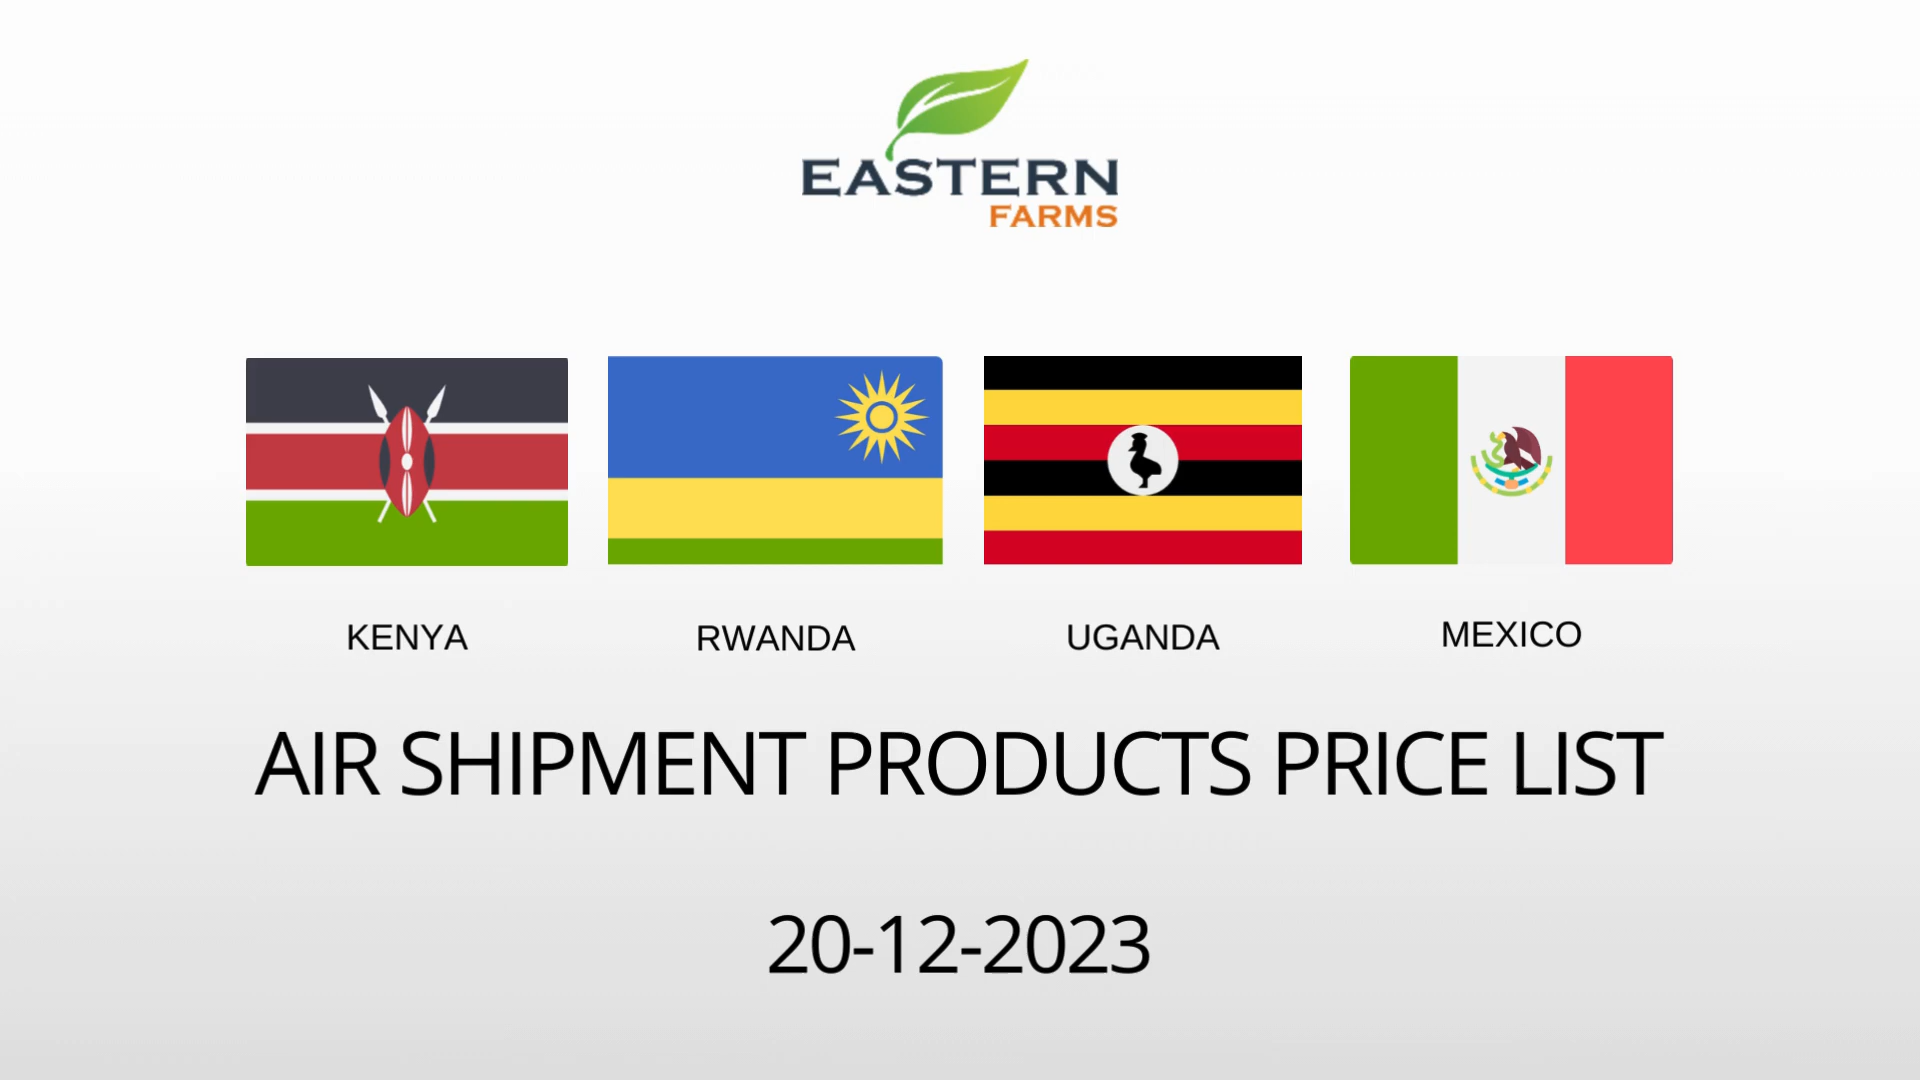 EASTERN
FARMS
KENYA
RWANDA
UGANDA
MEXICO
AIR SHIPMENT PRODUCTS PRICE LIST
20-12-2023